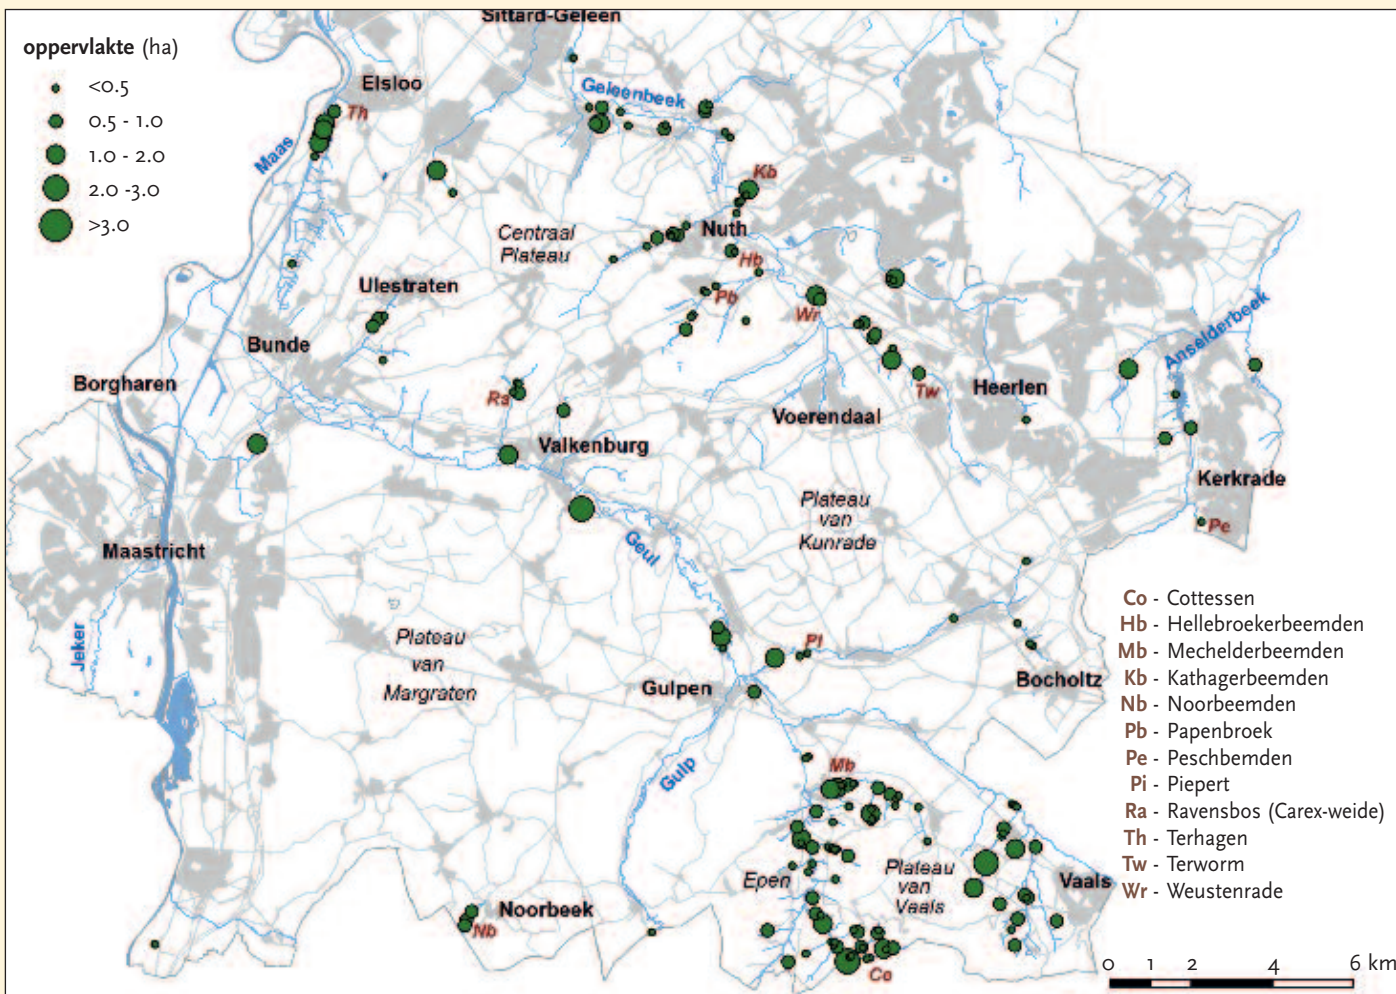 Sittard-Geleen
oppervlakte (ha)
<0.5
0.5 - 1.0
1.0 - 2.0
2.0 -3.0
>3.0
Elsloo
Th
Maas
Geleenbeek
Kb
Centraal
Plateau
Nuth
Hb
Ulestraten
Pb
Wr
Bunde
Anselderbeek
Borgharen
Ra
Tw
Heerlen
Voerendaal
Valkenburg
Kerkrade
Plateau
van
Kunrade
Pe
Maastricht
Geul
Jeker
Plateau
van
Margraten
Pi
Gulpen
Bocholtz
Gulp
Mb
Epen
Plateau
van
Vaals
Vaals
Noorbeek
Nb
Co
Co - Cottessen
Hb - Hellebroekerbeemden
Mb - Mechelderbeemden
Kb - Kathagerbeemden
Nb - Noorbeemden
Pb - Papenbroek
Pe - Peschbemden
Pi - Piepert
Ra - Ravensbos (Carex-weide)
Th - Terhagen
Tw - Terworm
Wr - Weustenrade
0 1 2 4 6 km